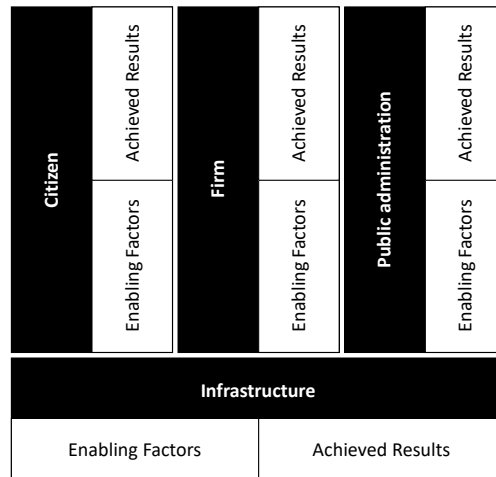 Citizen
Achieved Results
Enabling Factors
Firm
Achieved Results
Enabling Factors
Public administration
Achieved Results
Enabling Factors
Infrastructure
Enabling Factors
Achieved Results